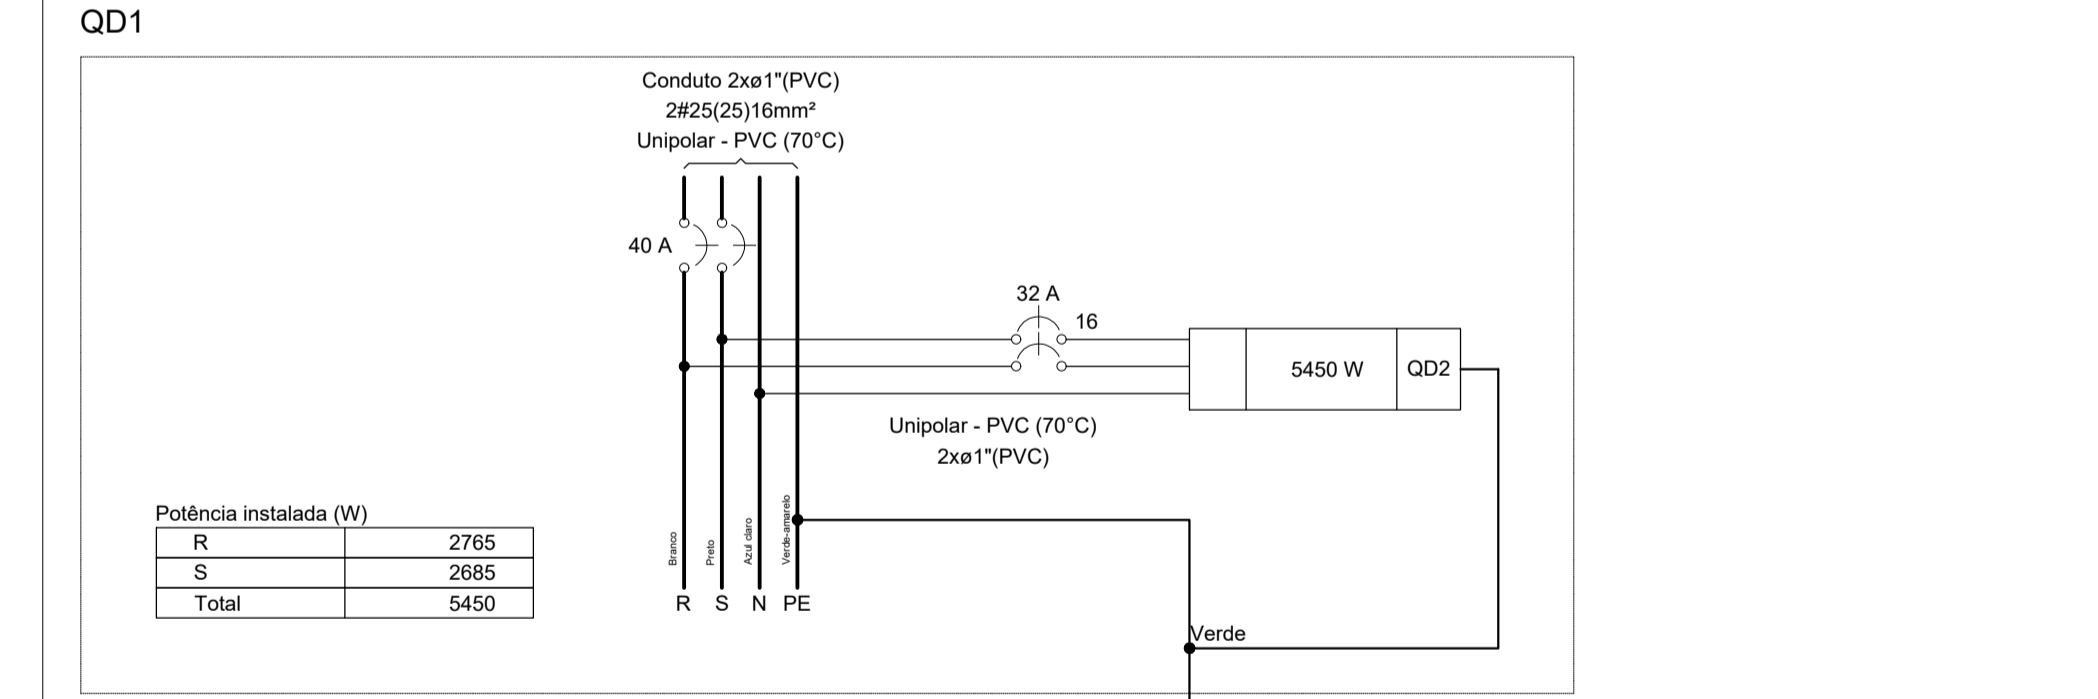 QD1
Conduto 2xø1"(PVC)
2#25(25)16mm²
Unipolar - PVC (70°C)
40 A
32 A
16
5450 W
QD2
Unipolar - PVC (70°C)
2xø1"(PVC)
Potência instalada (W)
R 2765
S 2685
Total 5450
Branco
Preto
Azul claro
Verde-amarelo
R S N PE
Verde